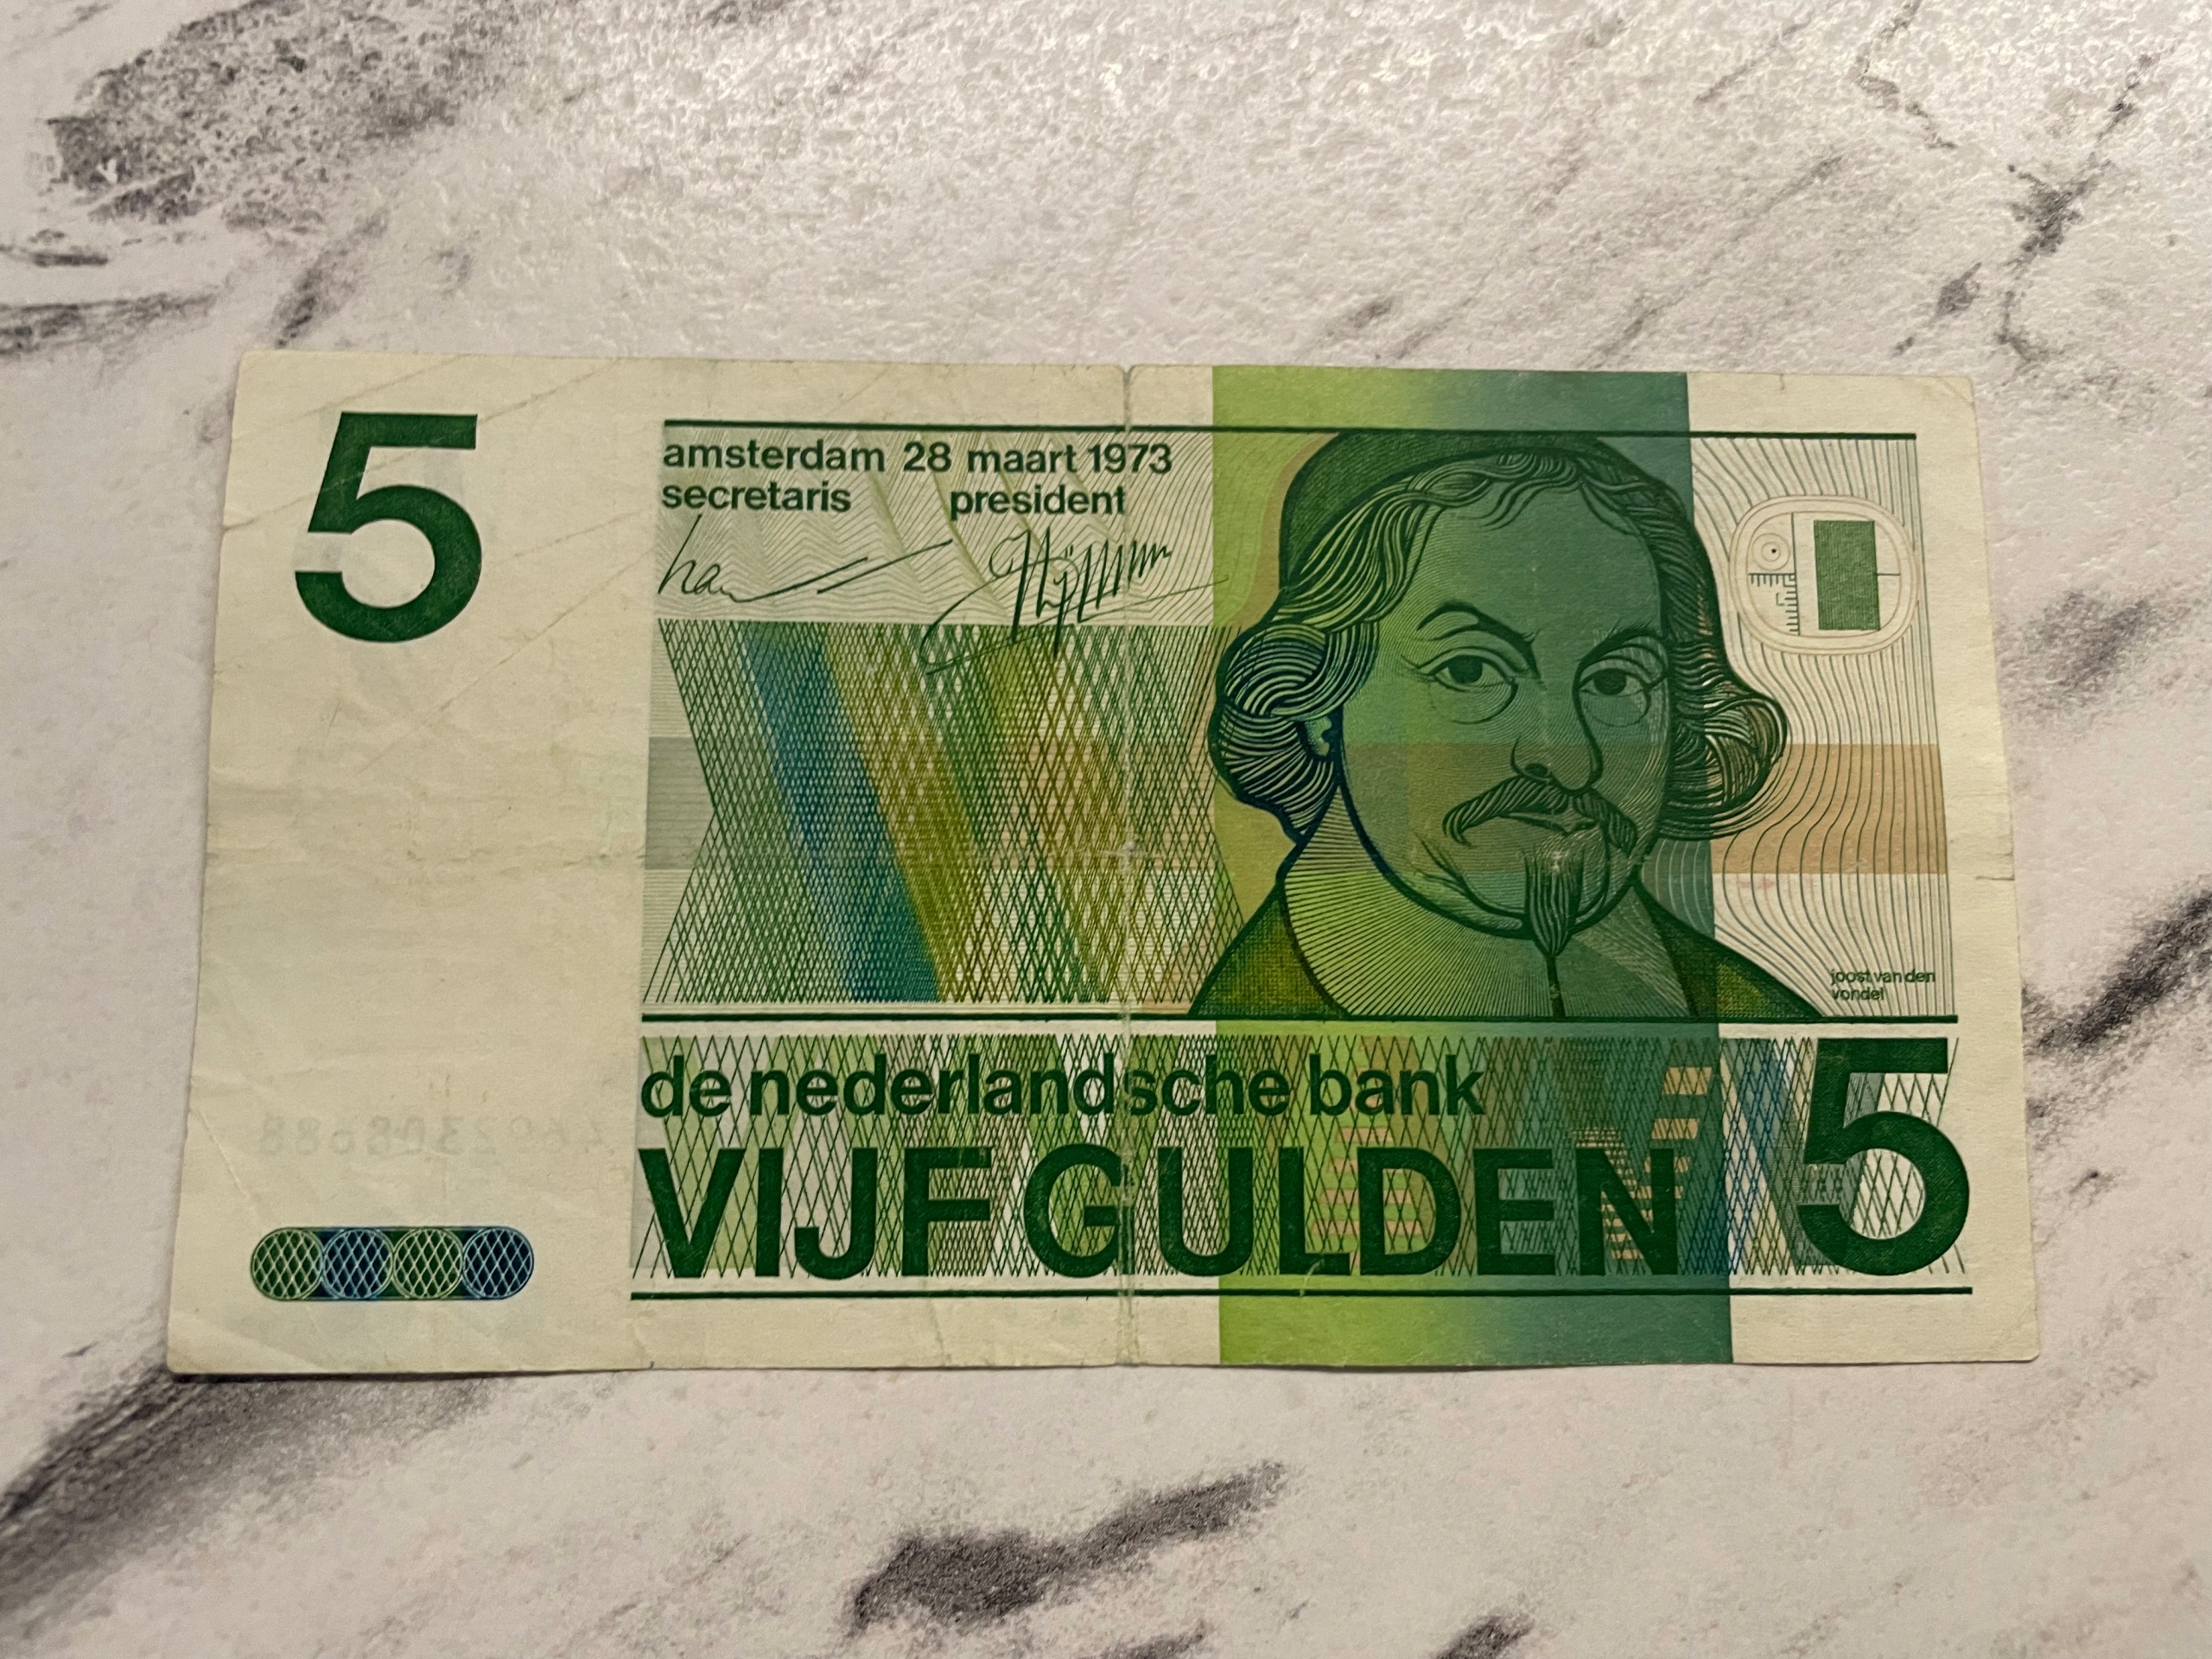 5
amsterdam 28 maart 1973
secretaris president
joost van den
vondel
de nederlandsche bank
VIJF GULDEN 5